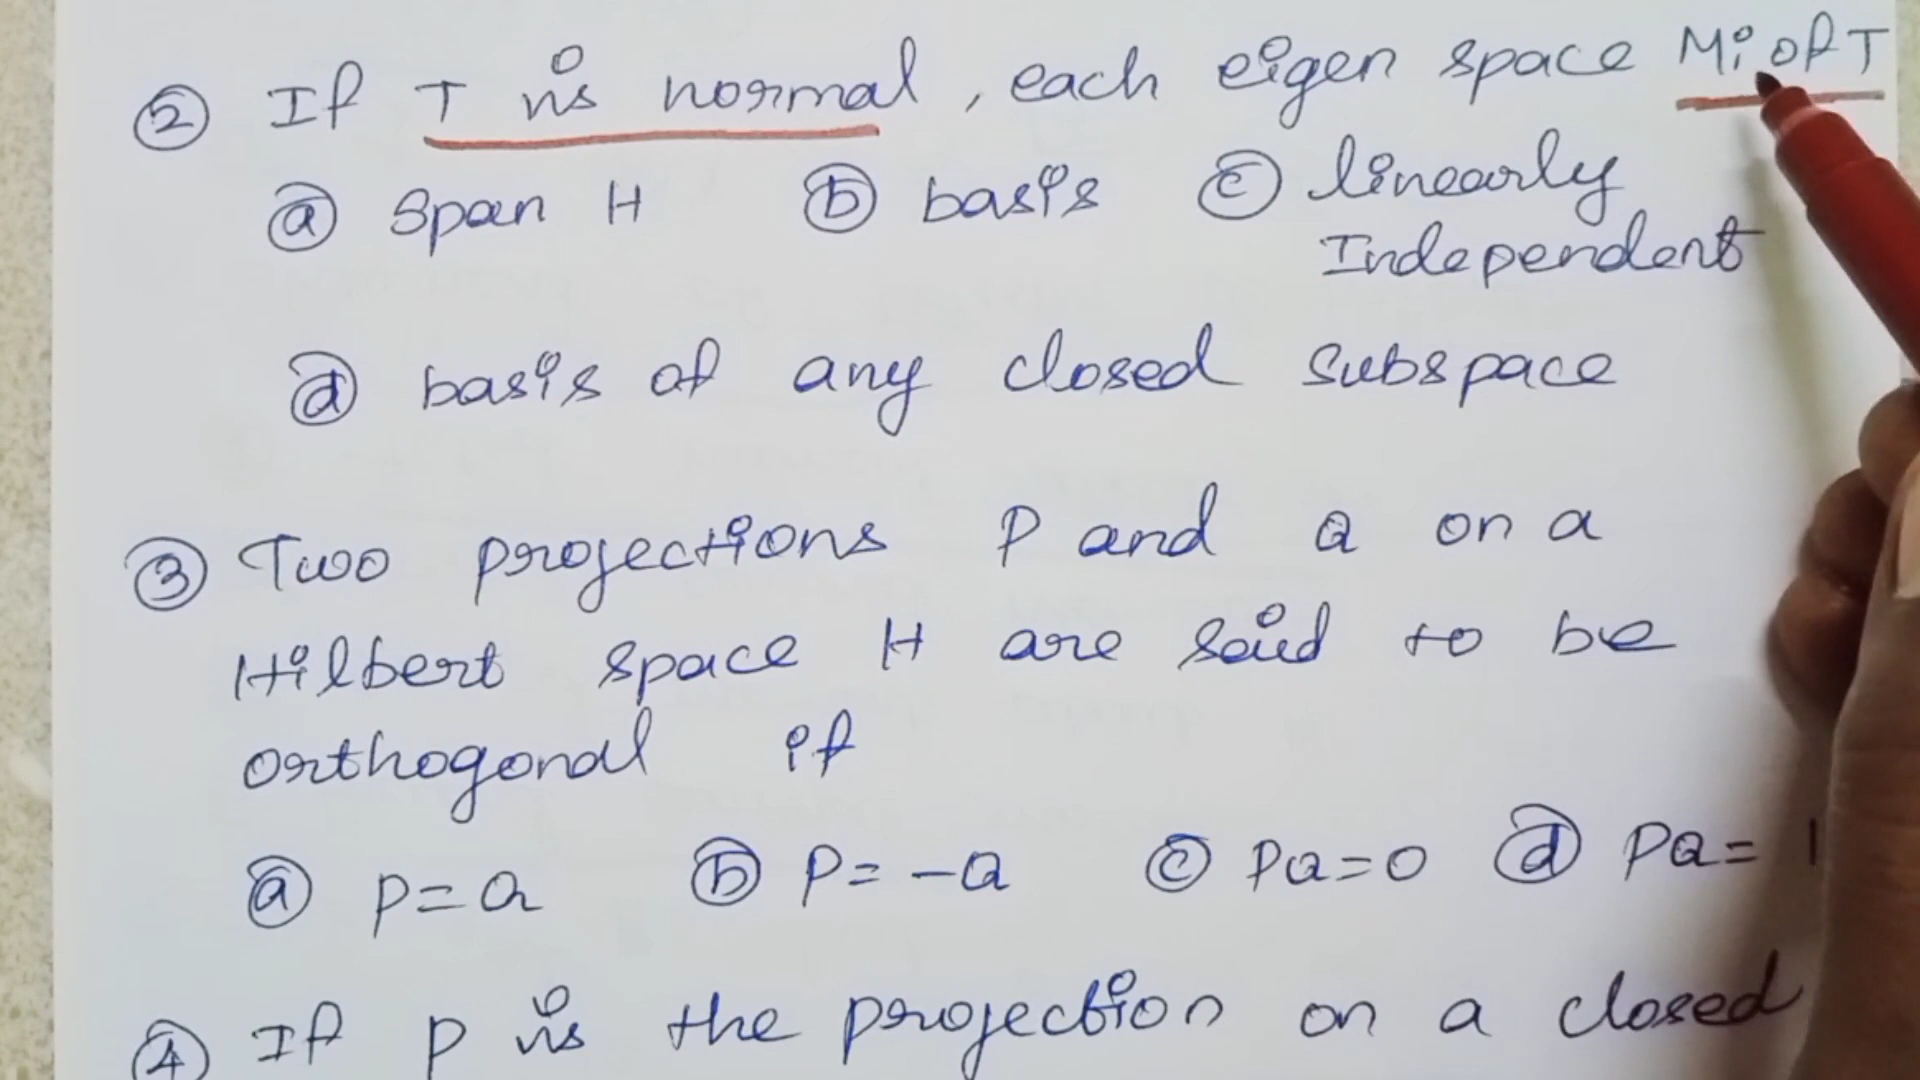 ② If T is normal, each eigen space Mi of T
ⓐ span H ⓑ basis ⓒ linearly
Independent
ⓓ basis of any closed subspace
③ Two projections P and Q on a
Hilbert space H are said to be
orthogonal if
ⓐ P=Q ⓑ P=-Q ⓒ PQ=0 ⓓ PQ=1
④ If P is the projection on a closed